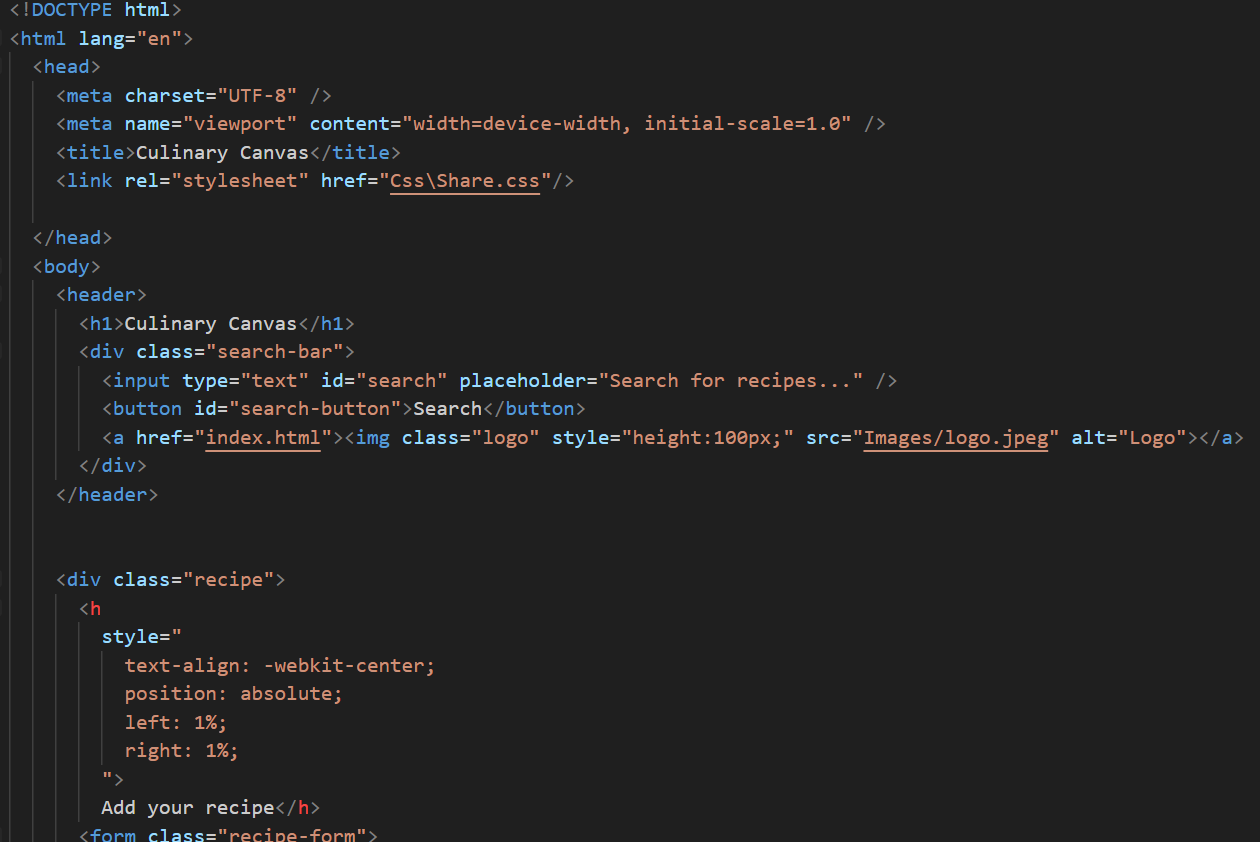 <!DOCTYPE html>
<html lang="en">
<head>
<meta charset="UTF-8" />
<meta name="viewport" content="width=device-width, initial-scale=1.0" />
<title>Culinary Canvas</title>
<link rel="stylesheet" href="Css\Share.css"/>
</head>
<body>
<header>
<h1>Culinary Canvas</h1>
<div class="search-bar">
<input type="text" id="search" placeholder="Search for recipes..." />
<button id="search-button">Search</button>
<a href="index.html"><img class="logo" style="height:100px;" src="Images/logo.jpeg" alt="Logo"></a>
</div>
</header>
<div class="recipe">
<h
style="
text-align: -webkit-center;
position: absolute;
left: 1%;
right: 1%;
">
Add your recipe</h>
<form class="recipe-form">